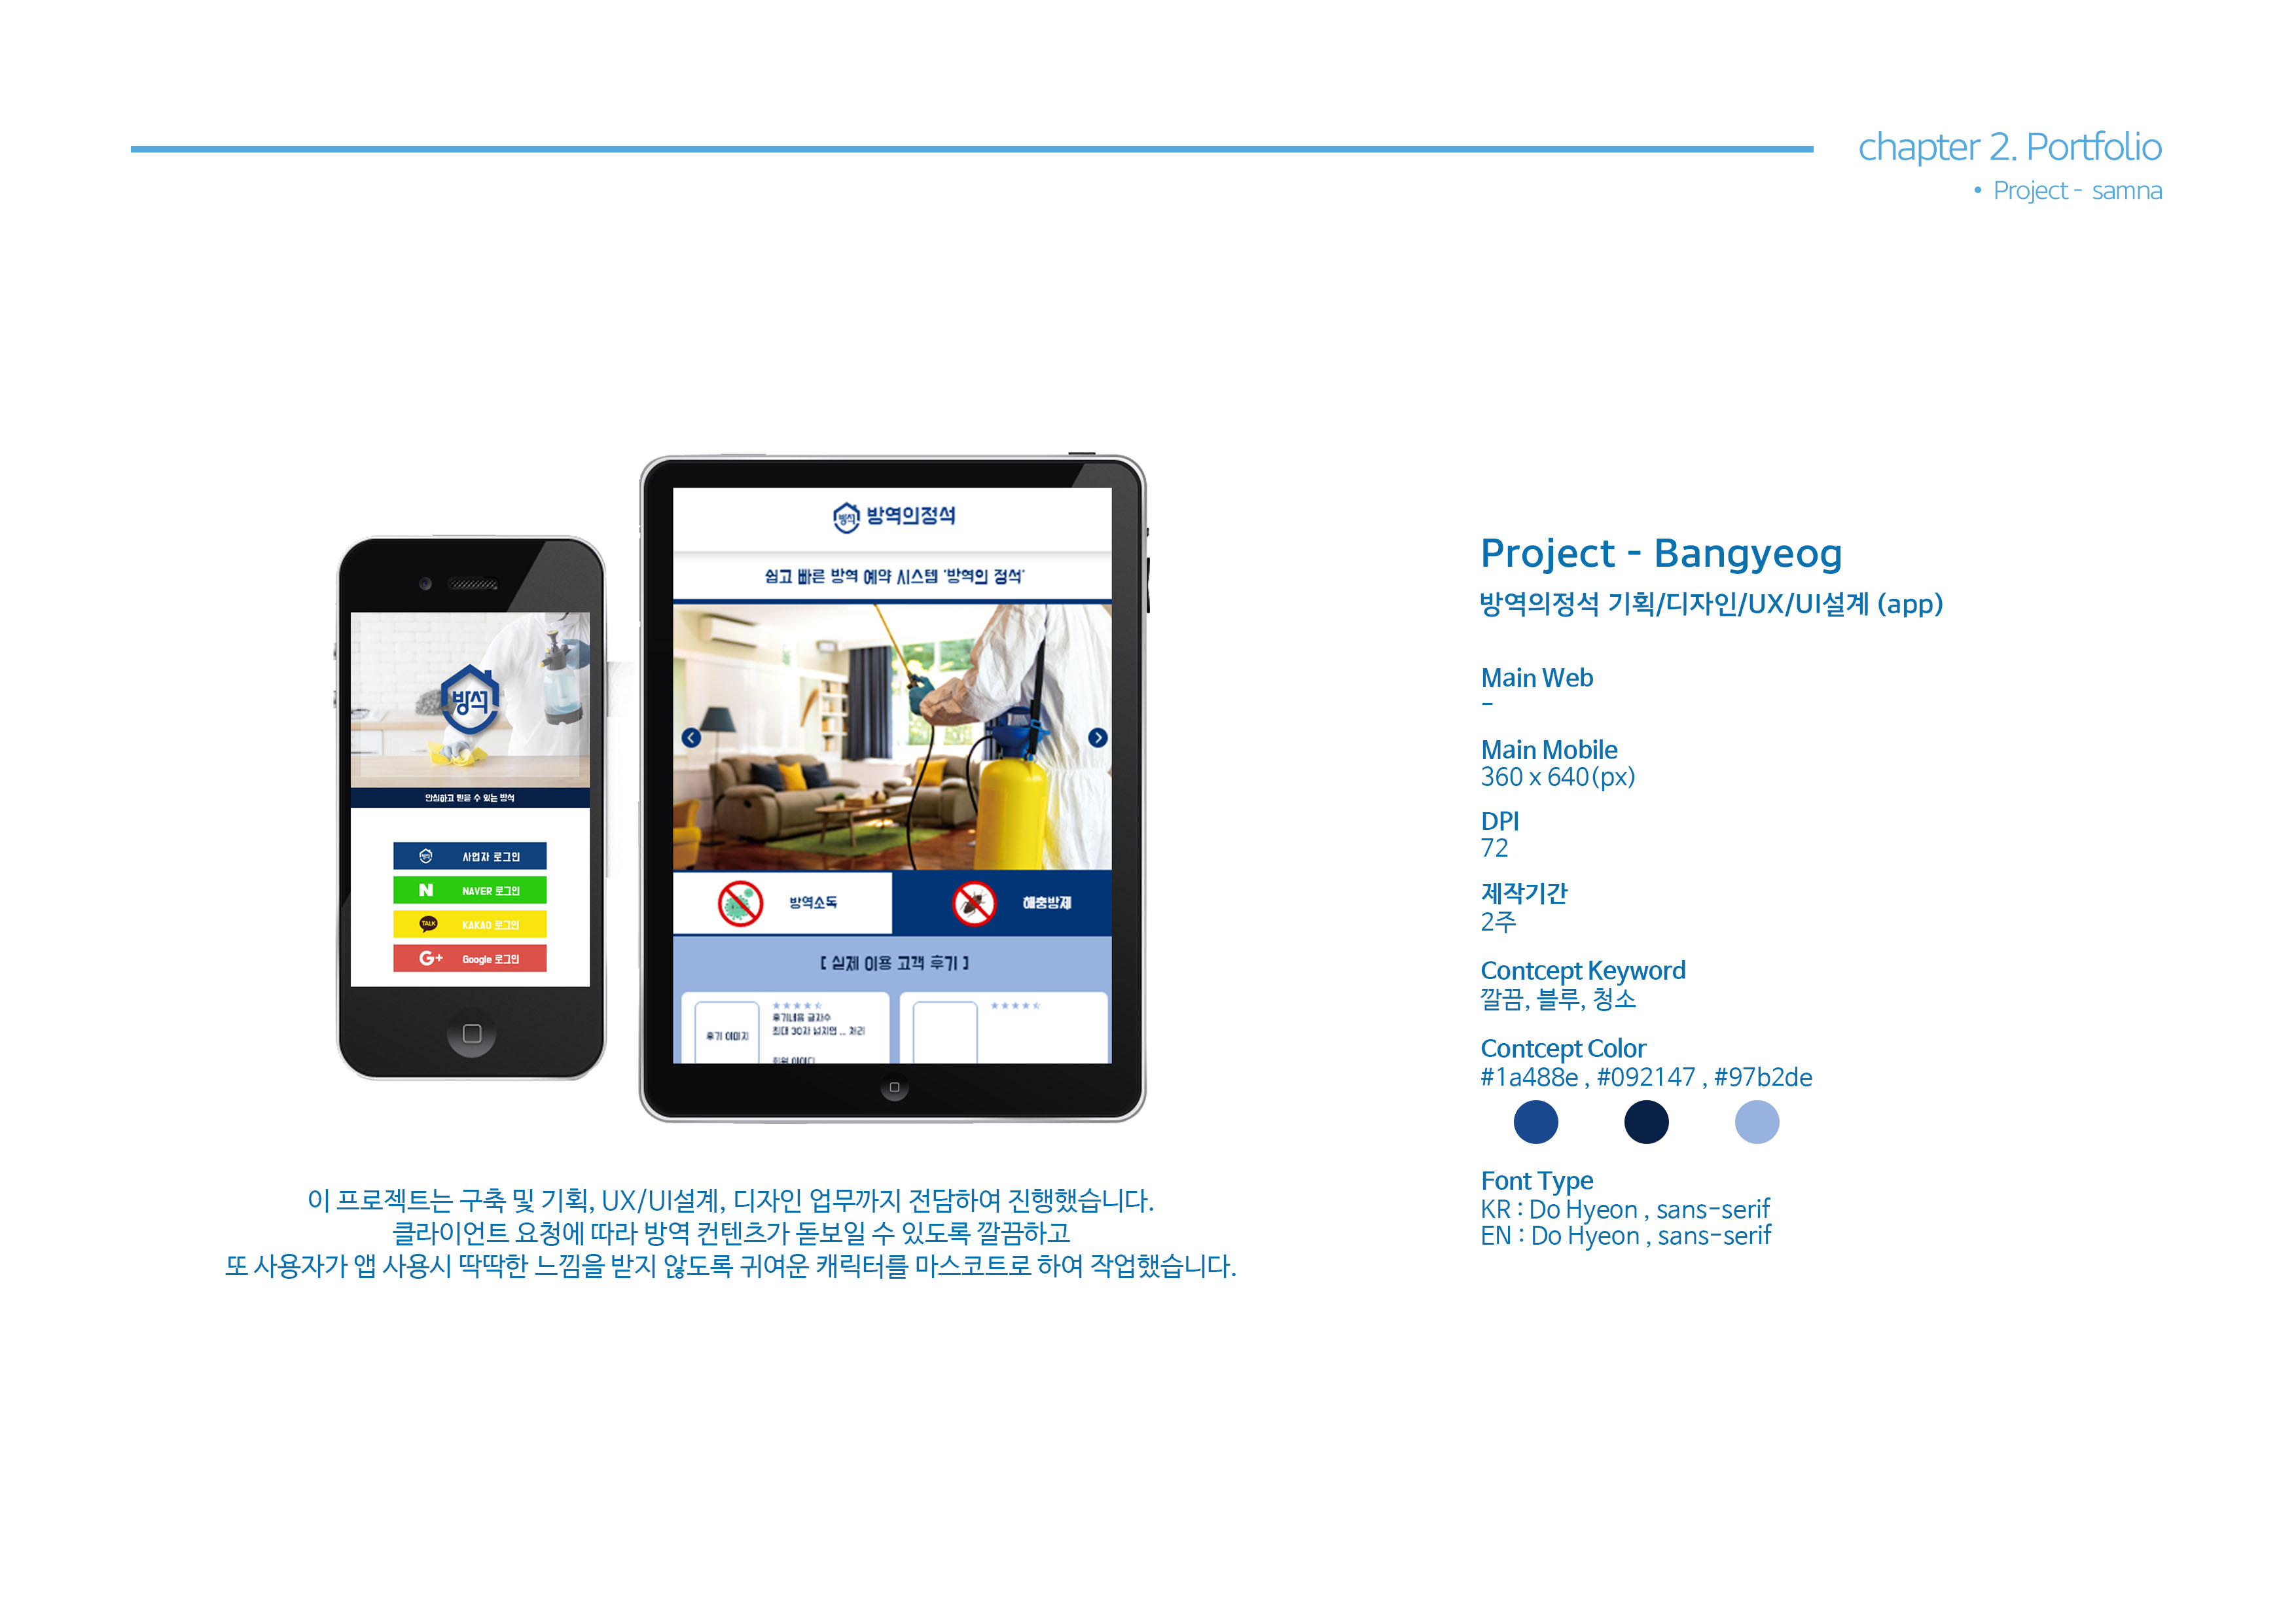 chapter 2. Portfolio
• Project - samna
방석
안심하고 믿을 수 있는 방석
사업자 로그인
N NAVER 로그인
TALK KAKAO 로그인
G+ Google 로그인
방석 방역의정석
쉽고 빠른 방역 예약 시스템 '방역의 정석'
방역소독
해충방제
[ 실제 이용 고객 후기 ]
후기 이미지
후기내용 글자수
최대 30자 넘치면 ... 처리
회원 아이디
이 프로젝트는 구축 및 기획, UX/UI설계, 디자인 업무까지 전담하여 진행했습니다.
클라이언트 요청에 따라 방역 컨텐츠가 돋보일 수 있도록 깔끔하고
또 사용자가 앱 사용시 딱딱한 느낌을 받지 않도록 귀여운 캐릭터를 마스코트로 하여 작업했습니다.
Project - Bangyeog
방역의정석 기획/디자인/UX/UI설계 (app)
Main Web
-
Main Mobile
360 x 640(px)
DPI
72
제작기간
2주
Contcept Keyword
깔끔, 블루, 청소
Contcept Color
#1a488e , #092147 , #97b2de
Font Type
KR : Do Hyeon , sans-serif
EN : Do Hyeon , sans-serif